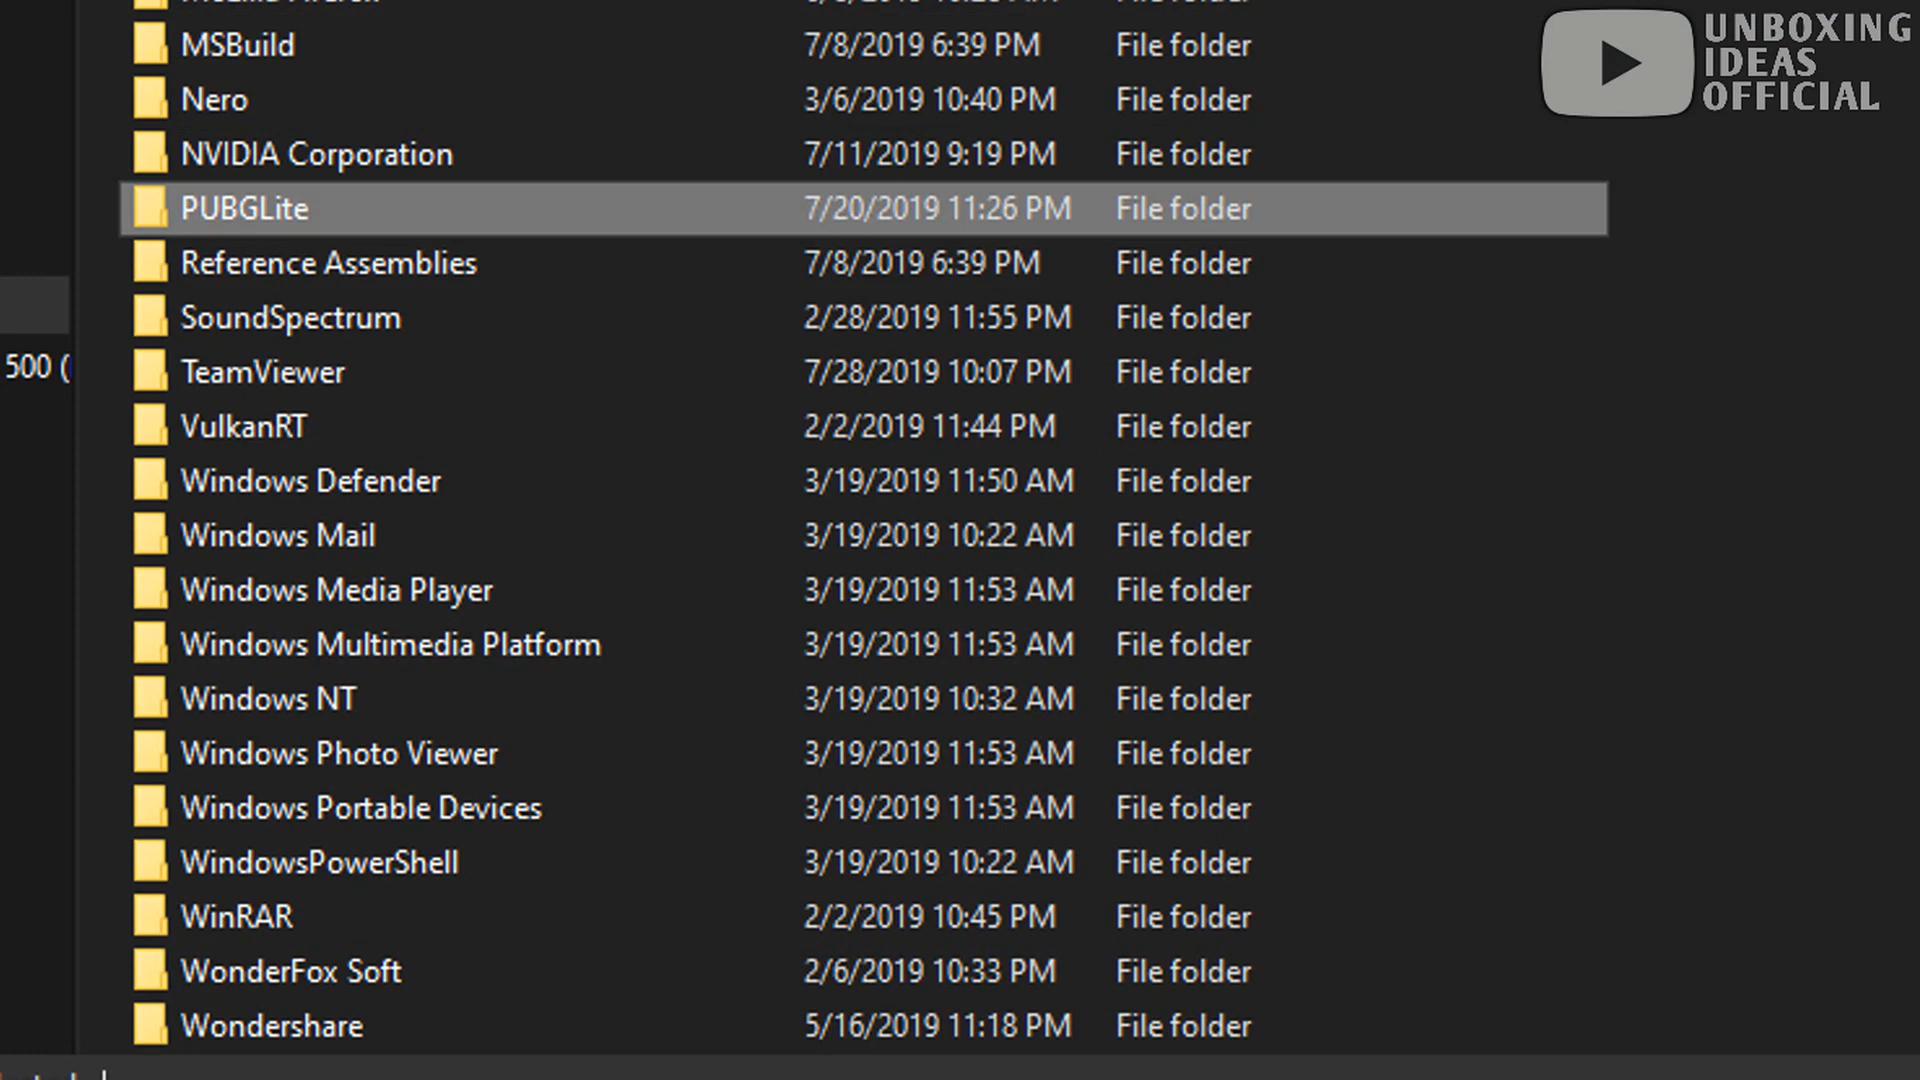 UNBOXING
IDEAS
OFFICIAL
MSBuild 7/8/2019 6:39 PM File folder
Nero 3/6/2019 10:40 PM File folder
NVIDIA Corporation 7/11/2019 9:19 PM File folder
PUBGLite 7/20/2019 11:26 PM File folder
Reference Assemblies 7/8/2019 6:39 PM File folder
SoundSpectrum 2/28/2019 11:55 PM File folder
500 ( TeamViewer 7/28/2019 10:07 PM File folder
VulkanRT 2/2/2019 11:44 PM File folder
Windows Defender 3/19/2019 11:50 AM File folder
Windows Mail 3/19/2019 10:22 AM File folder
Windows Media Player 3/19/2019 11:53 AM File folder
Windows Multimedia Platform 3/19/2019 11:53 AM File folder
Windows NT 3/19/2019 10:32 AM File folder
Windows Photo Viewer 3/19/2019 11:53 AM File folder
Windows Portable Devices 3/19/2019 11:53 AM File folder
WindowsPowerShell 3/19/2019 10:22 AM File folder
WinRAR 2/2/2019 10:45 PM File folder
WonderFox Soft 2/6/2019 10:33 PM File folder
Wondershare 5/16/2019 11:18 PM File folder